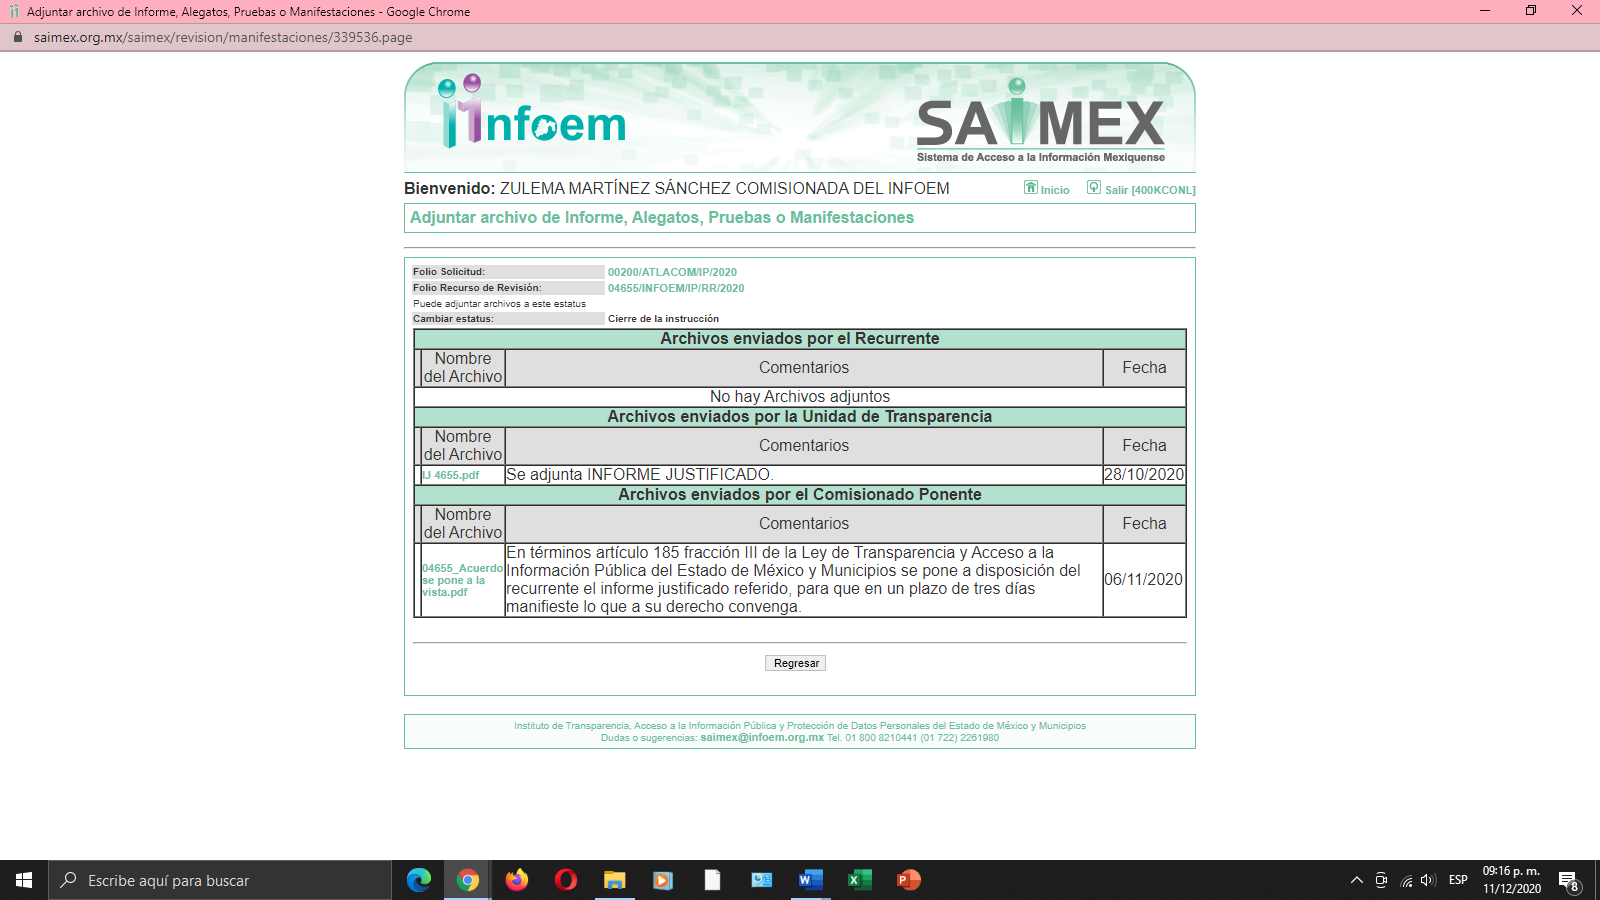 Adjuntar archivo de Informe, Alegatos, Pruebas o Manifestaciones - Google Chrome
saimex.org.mx/saimex/revision/manifestaciones/339536.page
infoem
SAIMEX
Sistema de Acceso a la Información Mexiquense
Bienvenido: ZULEMA MARTÍNEZ SÁNCHEZ COMISIONADA DEL INFOEM
Inicio Salir [400KCONL]
Adjuntar archivo de Informe, Alegatos, Pruebas o Manifestaciones
Folio Solicitud: 00200/ATLACOM/IP/2020
Folio Recurso de Revisión: 04655/INFOEM/IP/RR/2020
Puede adjuntar archivos a este estatus
Cambiar estatus: Cierre de la instrucción
Archivos enviados por el Recurrente
Nombre del Archivo Comentarios Fecha
No hay Archivos adjuntos
Archivos enviados por la Unidad de Transparencia
Nombre del Archivo Comentarios Fecha
IJ 4655.pdf Se adjunta INFORME JUSTIFICADO. 28/10/2020
Archivos enviados por el Comisionado Ponente
Nombre del Archivo Comentarios Fecha
04655_Acuerdo
se pone a la
vista.pdf
En términos artículo 185 fracción III de la Ley de Transparencia y Acceso a la
Información Pública del Estado de México y Municipios se pone a disposición del
recurrente el informe justificado referido, para que en un plazo de tres días
manifieste lo que a su derecho convenga.
06/11/2020
Regresar
Instituto de Transparencia, Acceso a la Información Pública y Protección de Datos Personales del Estado de México y Municipios
Dudas o sugerencias: saimex@infoem.org.mx Tel. 01 800 8210441 (01 722) 2261980
Escribe aquí para buscar
ESP
09:16 p. m.
11/12/2020
8